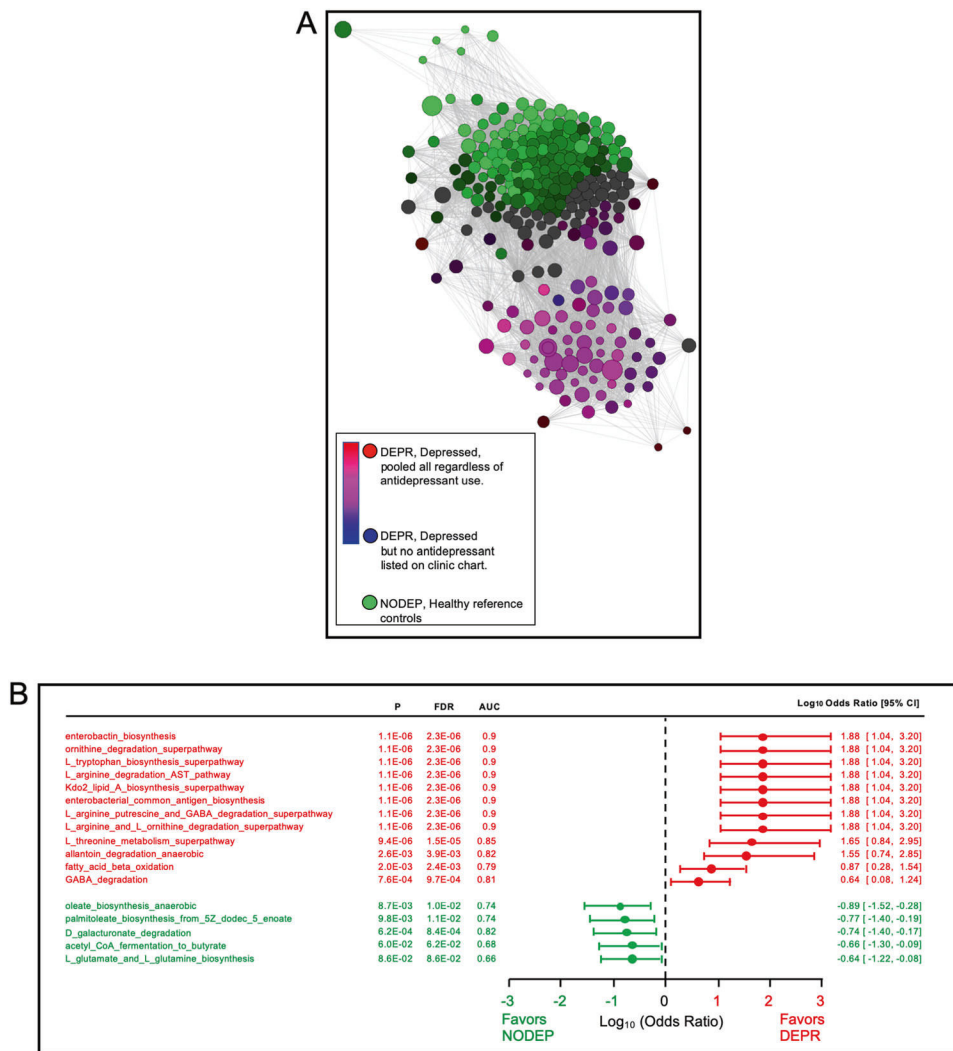 A
DEPR, Depressed,
pooled all regardless of
antidepressant use.
DEPR, Depressed
but no antidepressant
listed on clinic chart.
NODEP, Healthy reference
controls
B
P FDR AUC Log10 Odds Ratio [95% CI]
enterobactin_biosynthesis 1.1E-06 2.3E-06 0.9 1.88 [1.04, 3.20]
ornithine_degradation_superpathway 1.1E-06 2.3E-06 0.9 1.88 [1.04, 3.20]
L_tryptophan_biosynthesis_superpathway 1.1E-06 2.3E-06 0.9 1.88 [1.04, 3.20]
L_arginine_degradation_AST_pathway 1.1E-06 2.3E-06 0.9 1.88 [1.04, 3.20]
Kdo2_lipid_A_biosynthesis_superpathway 1.1E-06 2.3E-06 0.9 1.88 [1.04, 3.20]
enterobacterial_common_antigen_biosynthesis 1.1E-06 2.3E-06 0.9 1.88 [1.04, 3.20]
L_arginine_putrescine_and_GABA_degradation_superpathway 1.1E-06 2.3E-06 0.9 1.88 [1.04, 3.20]
L_arginine_and_L_ornithine_degradation_superpathway 1.1E-06 2.3E-06 0.9 1.88 [1.04, 3.20]
L_threonine_metabolism_superpathway 9.4E-06 1.5E-05 0.85 1.65 [0.84, 2.95]
allantoin_degradation_anaerobic 2.6E-03 3.9E-03 0.82 1.55 [0.74, 2.85]
fatty_acid_beta_oxidation 2.0E-03 2.4E-03 0.79 0.87 [0.28, 1.54]
GABA_degradation 7.6E-04 9.7E-04 0.81 0.64 [0.08, 1.24]
oleate_biosynthesis_anaerobic 8.7E-03 1.0E-02 0.74 -0.89 [-1.52, -0.28]
palmitoleate_biosynthesis_from_5Z_dodec_5_enoate 9.8E-03 1.1E-02 0.74 -0.77 [-1.40, -0.19]
D_galacturonate_degradation 6.2E-04 8.4E-04 0.82 -0.74 [-1.40, -0.17]
acetyl_CoA_fermentation_to_butyrate 6.0E-02 6.2E-02 0.68 -0.66 [-1.30, -0.09]
L_glutamate_and_L_glutamine_biosynthesis 8.6E-02 8.6E-02 0.66 -0.64 [-1.22, -0.08]
-3 -2 -1 0 1 2 3
Favors Log10 (Odds Ratio) Favors
NODEP DEPR